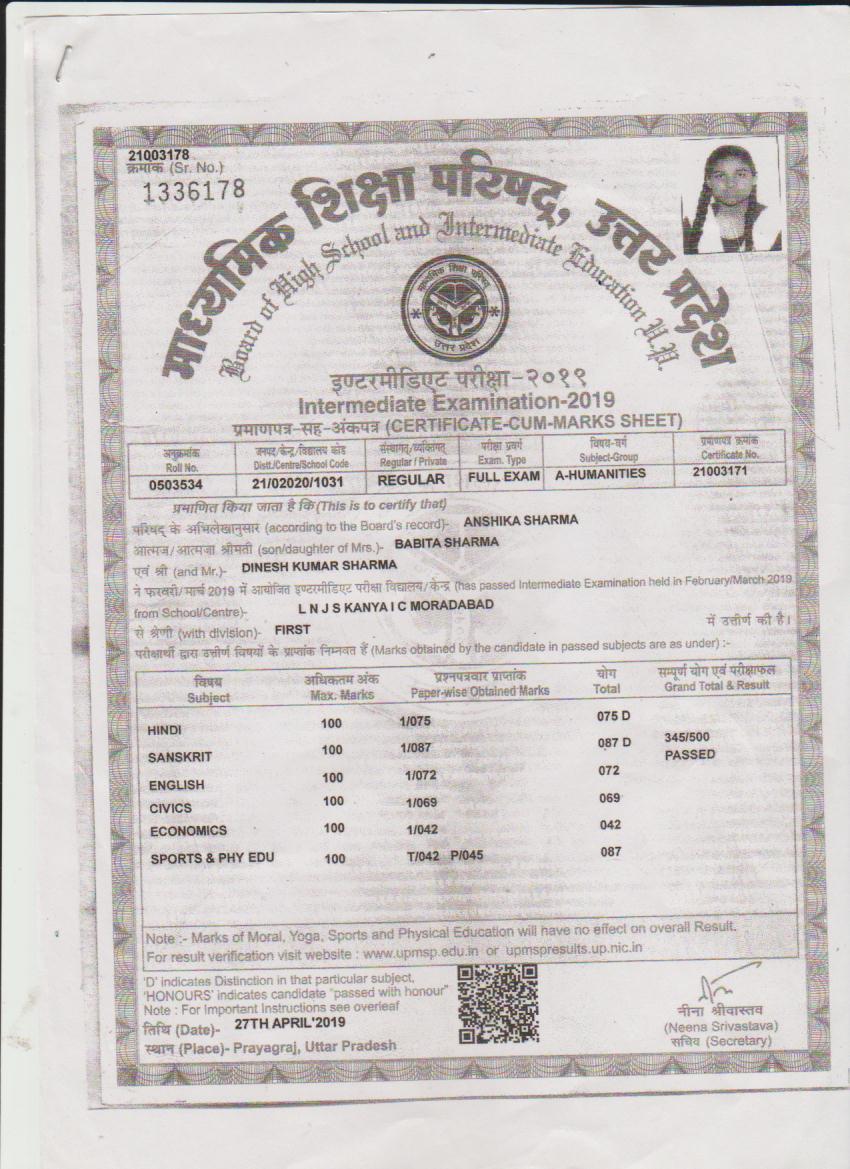 21003178
क्रमांक (Sr. No.)
1336178
माध्यमिक शिक्षा परिषद्, उत्तर प्रदेश
Board of High School and Intermediate Education U.P.
माध्यमिक शिक्षा परिषद्
उत्तर प्रदेश
इण्टरमीडिएट परीक्षा-२०१९
Intermediate Examination-2019
प्रमाणपत्र-सह-अंकपत्र (CERTIFICATE-CUM-MARKS SHEET)
अनुक्रमांक जनपद/केन्द्र/विद्यालय कोड संस्थागत/व्यक्तिगत परीक्षा प्रवर्ग विषय-वर्ग प्रमाणपत्र क्रमांक
Roll No. Distt./Centre/School Code Regular / Private Exam. Type Subject-Group Certificate No.
0503534 21/02020/1031 REGULAR FULL EXAM A-HUMANITIES 21003171
प्रमाणित किया जाता है कि (This is to certify that)
परिषद् के अभिलेखानुसार (according to the Board's record)- ANSHIKA SHARMA
आत्मज/आत्मजा श्रीमती (son/daughter of Mrs.)- BABITA SHARMA
एवं श्री (and Mr.)- DINESH KUMAR SHARMA
ने फरवरी/मार्च 2019 में आयोजित इण्टरमीडिएट परीक्षा विद्यालय/केन्द्र (has passed Intermediate Examination held in February/March 2019
from School/Centre)- L N J S KANYA I C MORADABAD
में उत्तीर्ण की है।
से श्रेणी (with division)- FIRST
परीक्षार्थी द्वारा उत्तीर्ण विषयों के प्राप्तांक निम्नवत हैं (Marks obtained by the candidate in passed subjects are as under) :-
विषय अधिकतम अंक प्रश्नपत्रवार प्राप्तांक योग सम्पूर्ण योग एवं परीक्षाफल
Subject Max. Marks Paper-wise Obtained Marks Total Grand Total & Result
HINDI 100 1/075 075 D
SANSKRIT 100 1/087 087 D 345/500
PASSED
ENGLISH 100 1/072 072
CIVICS 100 1/069 069
ECONOMICS 100 1/042 042
SPORTS & PHY EDU 100 T/042 P/045 087
Note :- Marks of Moral, Yoga, Sports and Physical Education will have no effect on overall Result.
For result verification visit website : www.upmsp.edu.in or upmspresults.up.nic.in
'D' indicates Distinction in that particular subject,
'HONOURS' indicates candidate "passed with honour"
Note : For Important Instructions see overleaf
तिथि (Date)- 27TH APRIL'2019
स्थान (Place)- Prayagraj, Uttar Pradesh
नीना श्रीवास्तव
(Neena Srivastava)
सचिव (Secretary)